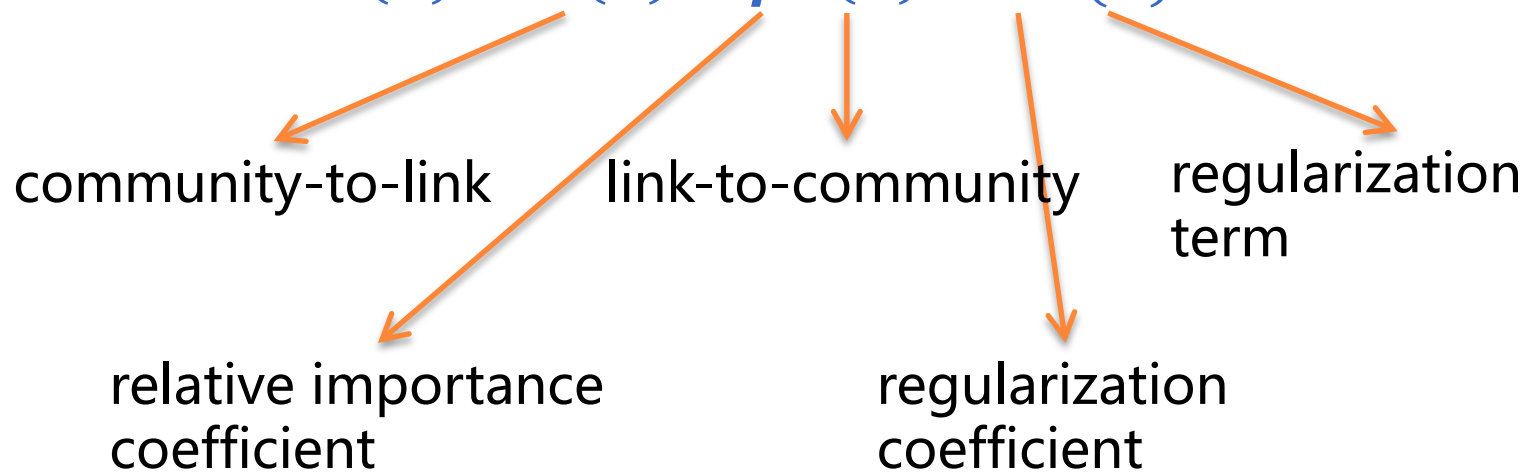 community-to-link
link-to-community
regularization
term
relative importance
coefficient
regularization
coefficient